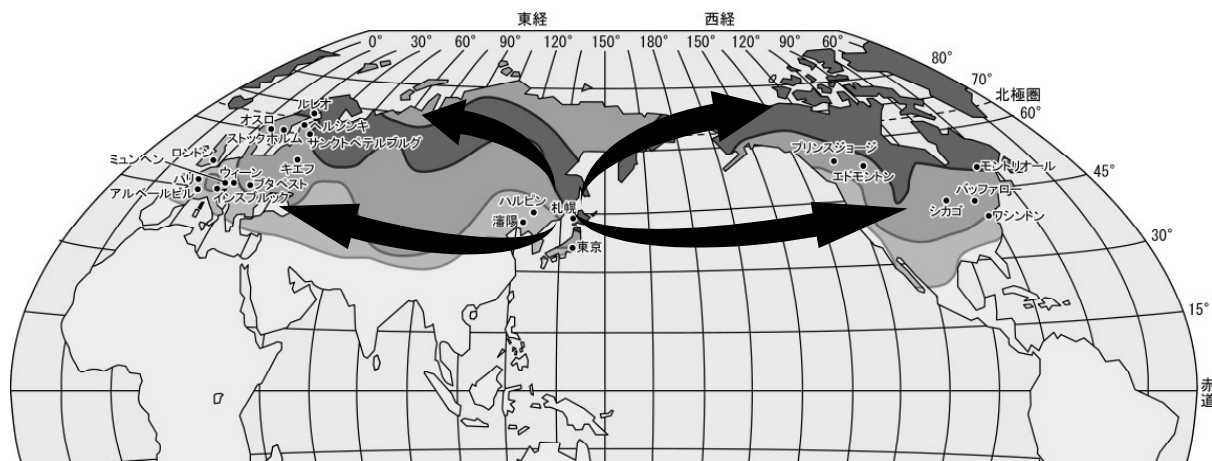 東経 西経
0° 30° 60° 90° 120° 150° 180° 150° 120° 90° 60°
80°
70°
北極圏
60°
45°
30°
15°
赤道
ルレオ
オスロ
ヘルシンキ
ストックホルム
サンクトペテルブルグ
ロンドン
ミュンヘン
ウィーン
キエフ
パリ
ブタペスト
アルベールビル
インスブルック
ハルビン
札幌
瀋陽
東京
プリンスジョージ
エドモントン
モントリオール
バッファロー
シカゴ
ワシントン